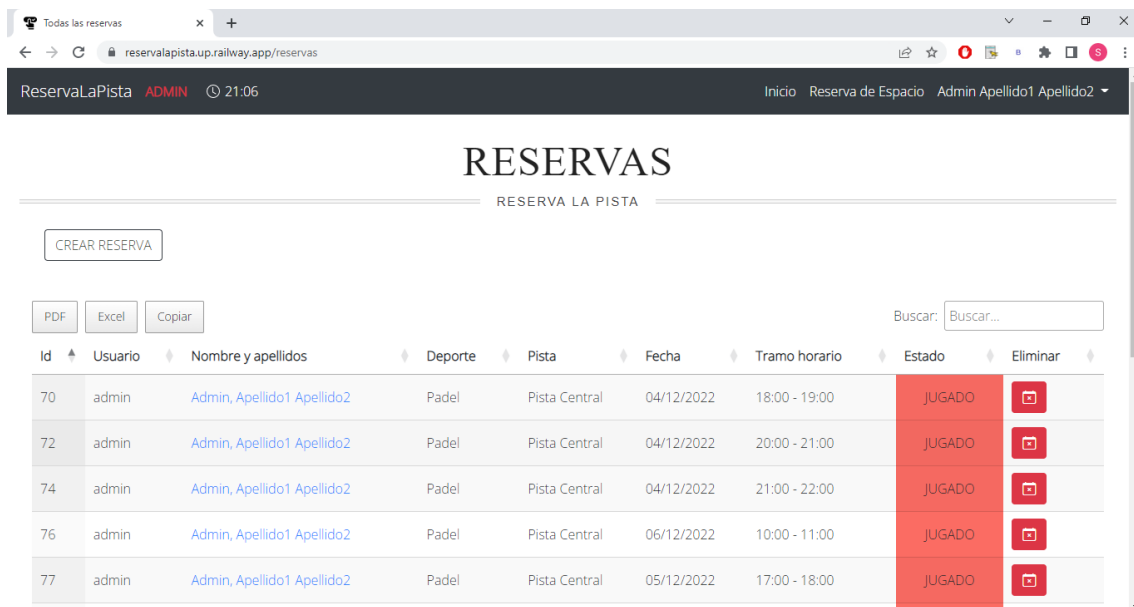 Todas las reservas
reservalapista.up.railway.app/reservas
B
S
ReservaLaPista ADMIN 21:06 Inicio Reserva de Espacio Admin Apellido1 Apellido2
RESERVAS
RESERVA LA PISTA
CREAR RESERVA
PDF Excel Copiar Buscar: Buscar...
Id Usuario Nombre y apellidos Deporte Pista Fecha Tramo horario Estado Eliminar
70 admin Admin, Apellido1 Apellido2 Padel Pista Central 04/12/2022 18:00 - 19:00 JUGADO
72 admin Admin, Apellido1 Apellido2 Padel Pista Central 04/12/2022 20:00 - 21:00 JUGADO
74 admin Admin, Apellido1 Apellido2 Padel Pista Central 04/12/2022 21:00 - 22:00 JUGADO
76 admin Admin, Apellido1 Apellido2 Padel Pista Central 06/12/2022 10:00 - 11:00 JUGADO
77 admin Admin, Apellido1 Apellido2 Padel Pista Central 05/12/2022 17:00 - 18:00 JUGADO